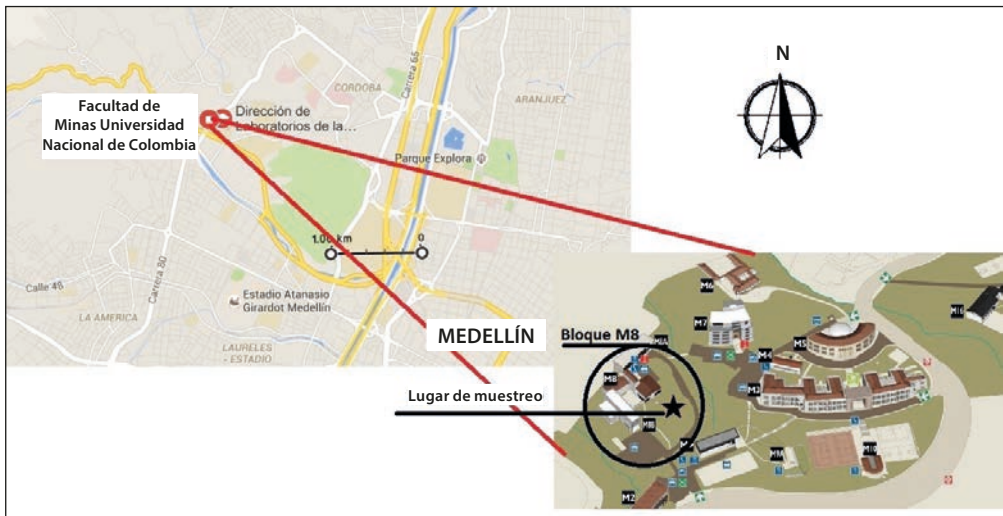 Facultad de
Minas Universidad
Nacional de Colombia
Dirección de
Laboratorios de la...
CORDOBA
Carrera 65
ARANJUEZ
Parque Explora
1.00 km
0
Carrera 80
Calle 48
Estadio Atanasio
Girardot Medellín
LA AMERICA
LAURELES
- ESTADIO
MEDELLÍN
N
Bloque M8
Lugar de muestreo
M6
M7
M8A
M5
M4
M8
M3
M8B
M16
M9A
M10
M2